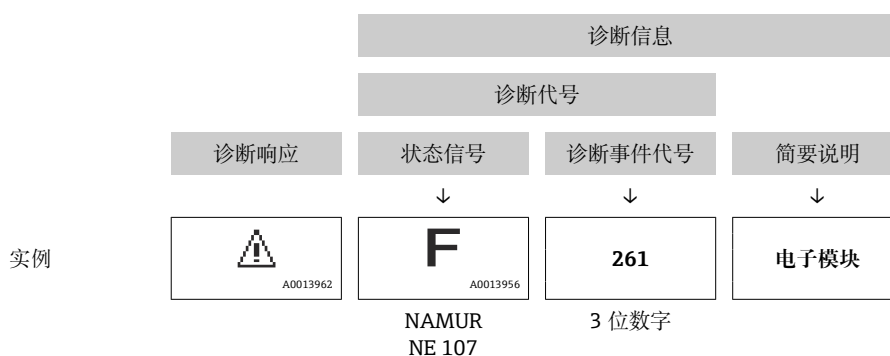 诊断信息
诊断代号
诊断响应 状态信号 诊断事件代号 简要说明
↓ ↓ ↓
实例 F 261 电子模块
A0013962 A0013956
NAMUR 3 位数字
NE 107